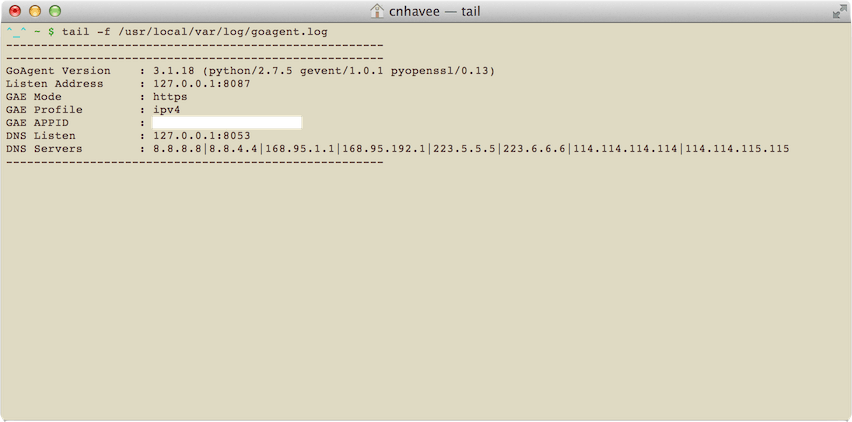 cnhavee — tail
^_^ ~ $ tail -f /usr/local/var/log/goagent.log
------------------------------------------------------
------------------------------------------------------
GoAgent Version    : 3.1.18 (python/2.7.5 gevent/1.0.1 pyopenssl/0.13)
Listen Address     : 127.0.0.1:8087
GAE Mode           : https
GAE Profile        : ipv4
GAE APPID          :
DNS Listen         : 127.0.0.1:8053
DNS Servers        : 8.8.8.8|8.8.4.4|168.95.1.1|168.95.192.1|223.5.5.5|223.6.6.6|114.114.114.114|114.114.115.115
------------------------------------------------------